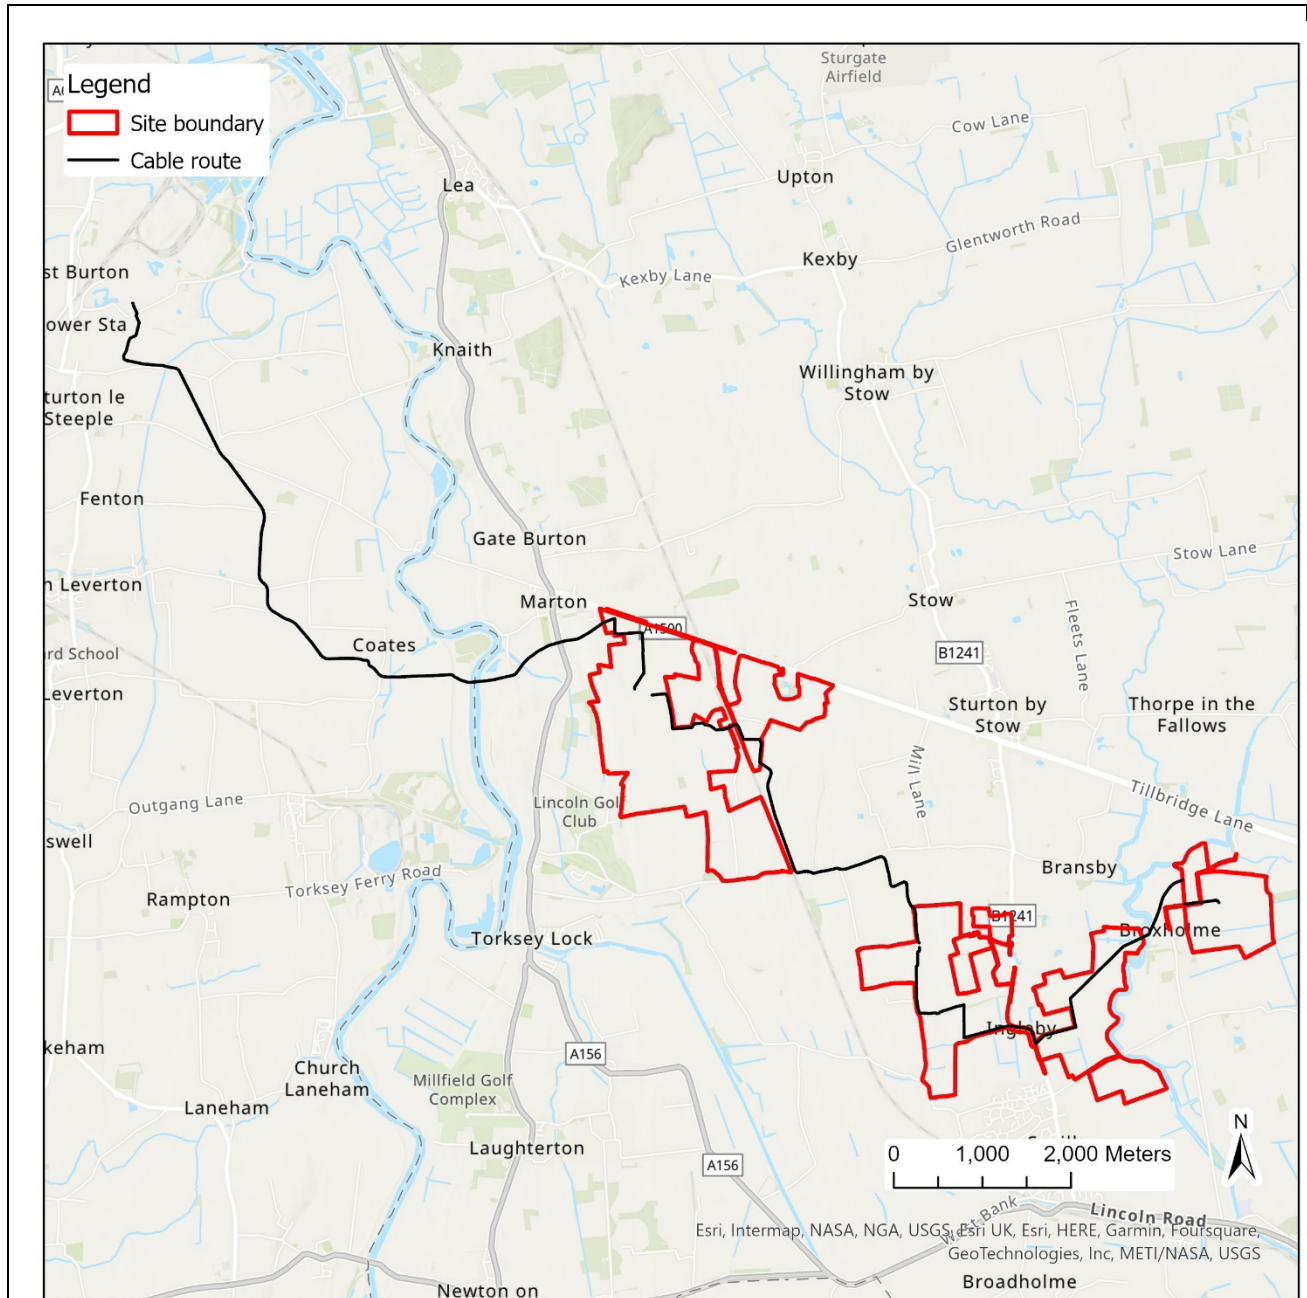 Sturgate
Airfield
Legend
Site boundary
Cable route
Cow Lane
Upton
Lea
Glentworth Road
Kexby
Kexby Lane
st Burton
ower Sta
Knaith
Willingham by
Stow
turton le
Steeple
Fenton
Gate Burton
Stow Lane
n Leverton
Marton
Stow
Fleets Lane
A1500
Coates
B1241
rd School
Leverton
Sturton by
Stow
Thorpe in the
Fallows
Mill Lane
Outgang Lane
Lincoln Golf
Club
Tillbridge Lane
swell
Bransby
Torksey Ferry Road
Rampton
B1241
Broxholme
Torksey Lock
Ingleby
keham
A156
Church
Laneham
Millfield Golf
Complex
Laneham
Laughterton
N
0 1,000 2,000 Meters
A156
West Bank
Lincoln Road
Esri, Intermap, NASA, NGA, USGS, Esri UK, Esri, HERE, Garmin, Foursquare,
GeoTechnologies, Inc, METI/NASA, USGS
Broadholme
Newton on